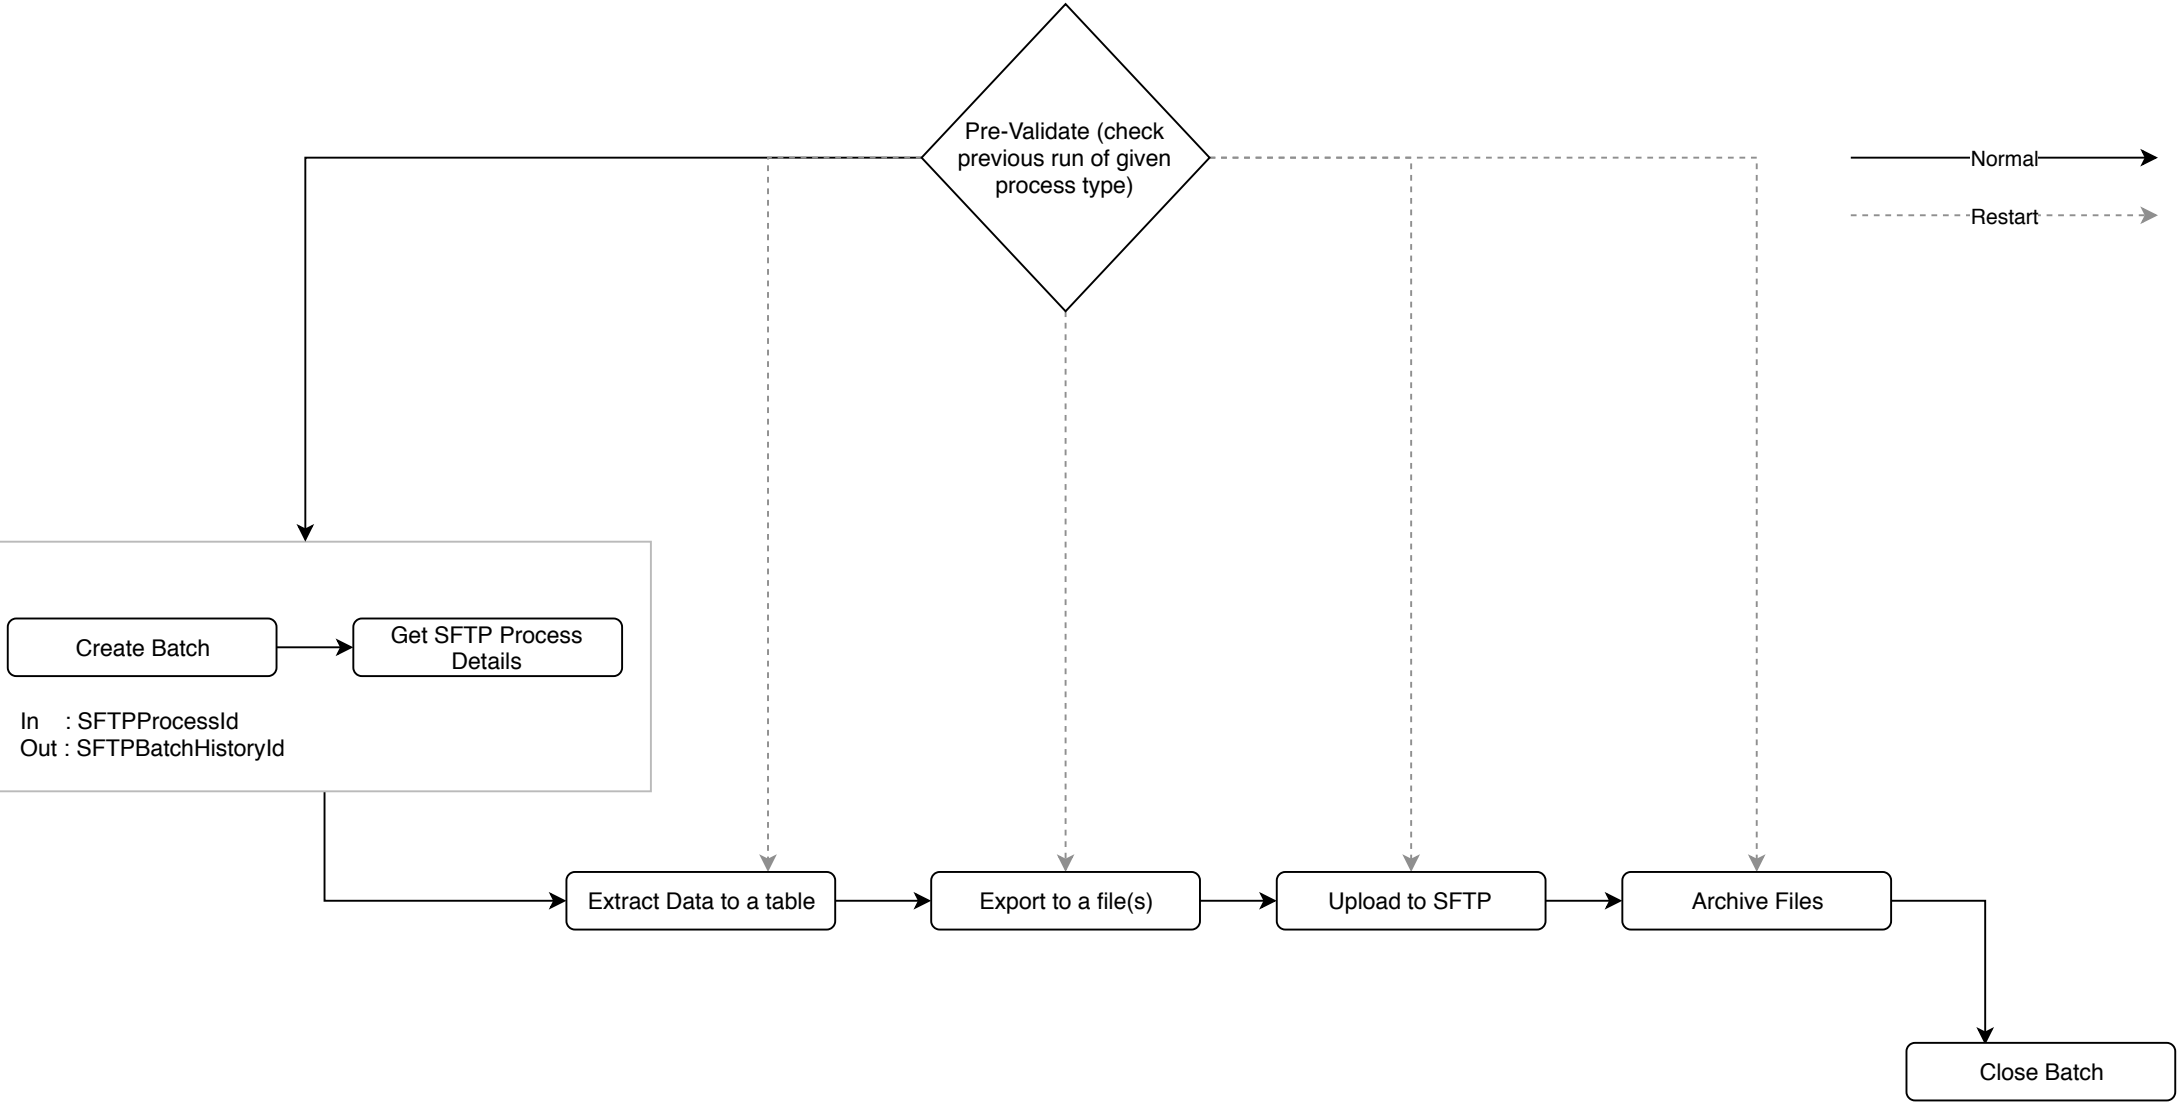 Pre-Validate (check
previous run of given
process type)
Normal
Restart
Create Batch
Get SFTP Process
Details
In : SFTPProcessId
Out : SFTPBatchHistoryId
Extract Data to a table
Export to a file(s)
Upload to SFTP
Archive Files
Close Batch